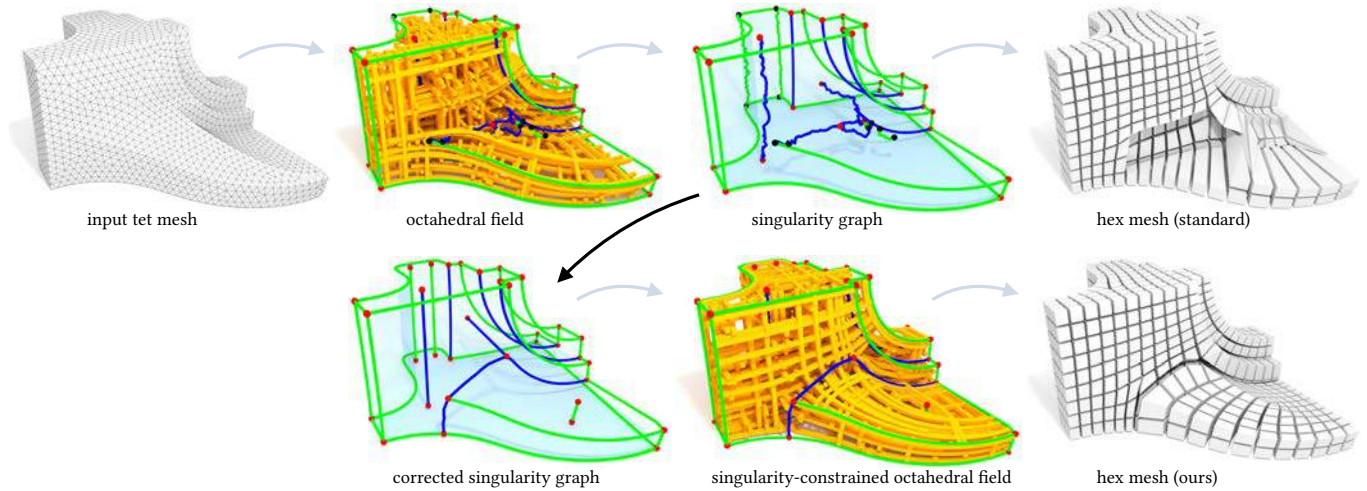 input tet mesh
octahedral field
singularity graph
hex mesh (standard)
corrected singularity graph
singularity-constrained octahedral field
hex mesh (ours)